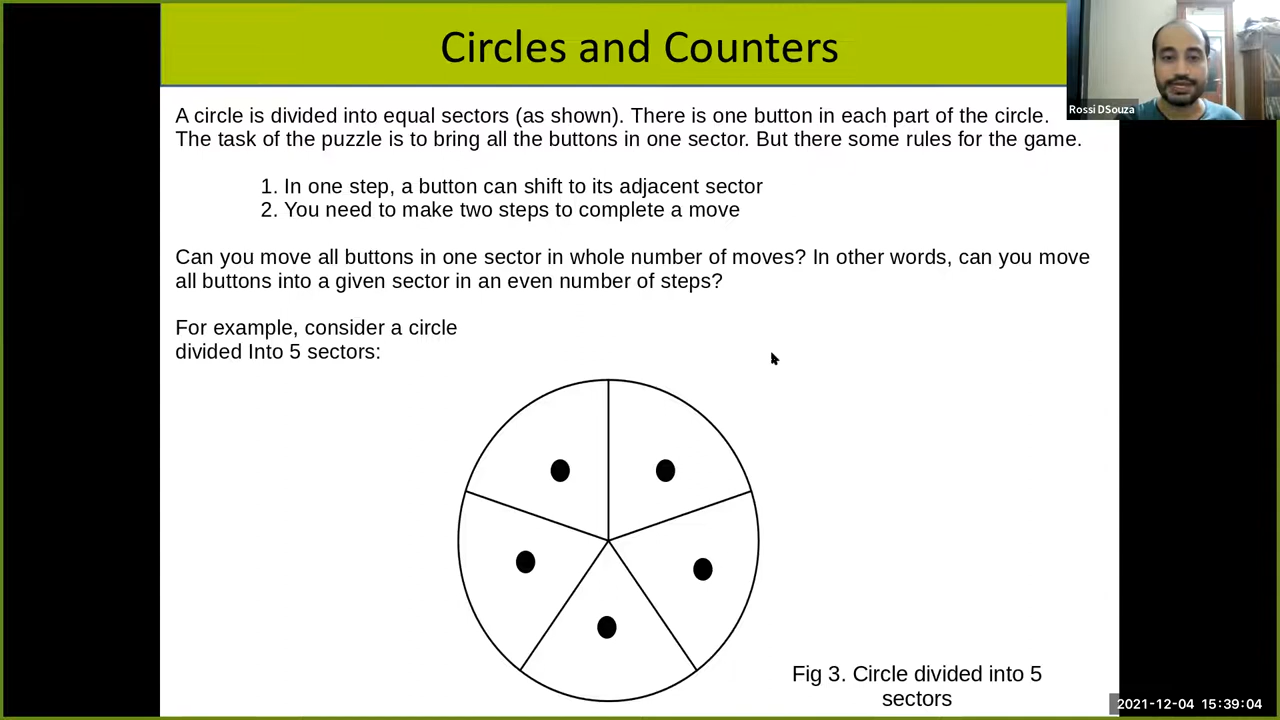 Circles and Counters
Rossi DSouza
A circle is divided into equal sectors (as shown). There is one button in each part of the circle.
The task of the puzzle is to bring all the buttons in one sector. But there some rules for the game.
1. In one step, a button can shift to its adjacent sector
2. You need to make two steps to complete a move
Can you move all buttons in one sector in whole number of moves? In other words, can you move
all buttons into a given sector in an even number of steps?
For example, consider a circle
divided Into 5 sectors:
Fig 3. Circle divided into 5
sectors
2021-12-04 15:39:04